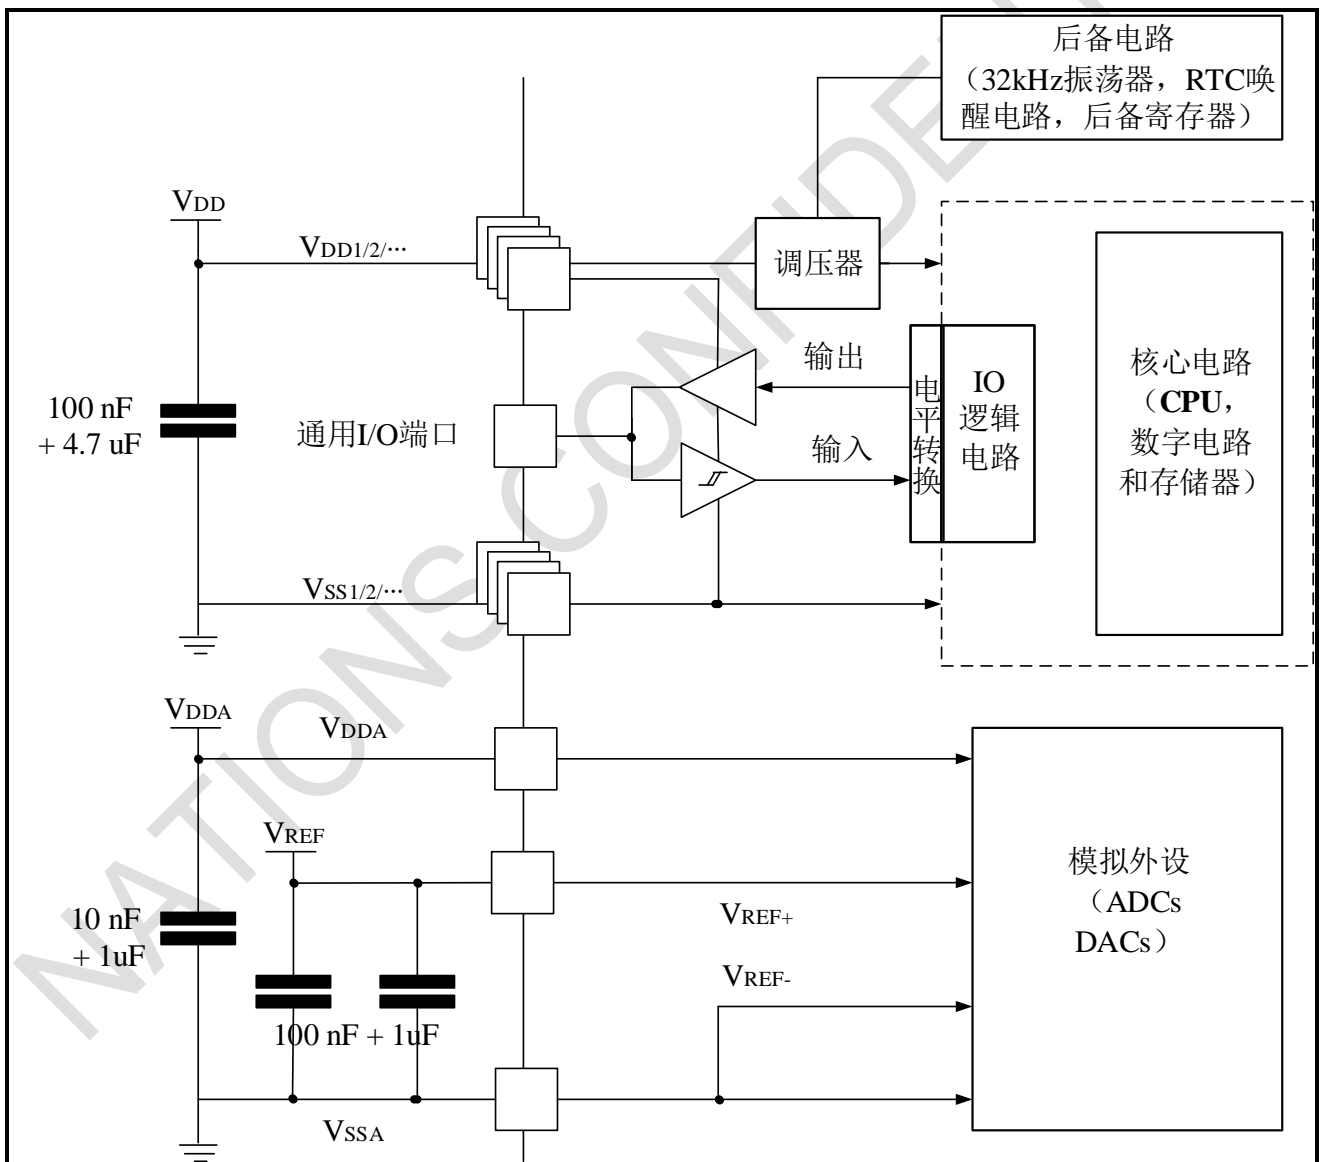 后备电路
（32kHz振荡器，RTC唤
醒电路，后备寄存器）
VDD
VDD1/2/···
调压器
输出
100 nF
+ 4.7 uF
通用I/O端口
输入
电平转换
IO
逻辑
电路
核心电路
（CPU，
数字电路
和存储器）
VSS1/2/···
VDDA
VDDA
VREF
10 nF
+ 1uF
100 nF + 1uF
VREF+
VREF-
模拟外设
（ADCs
DACs）
VSSA
NATIONS CONFIDEN